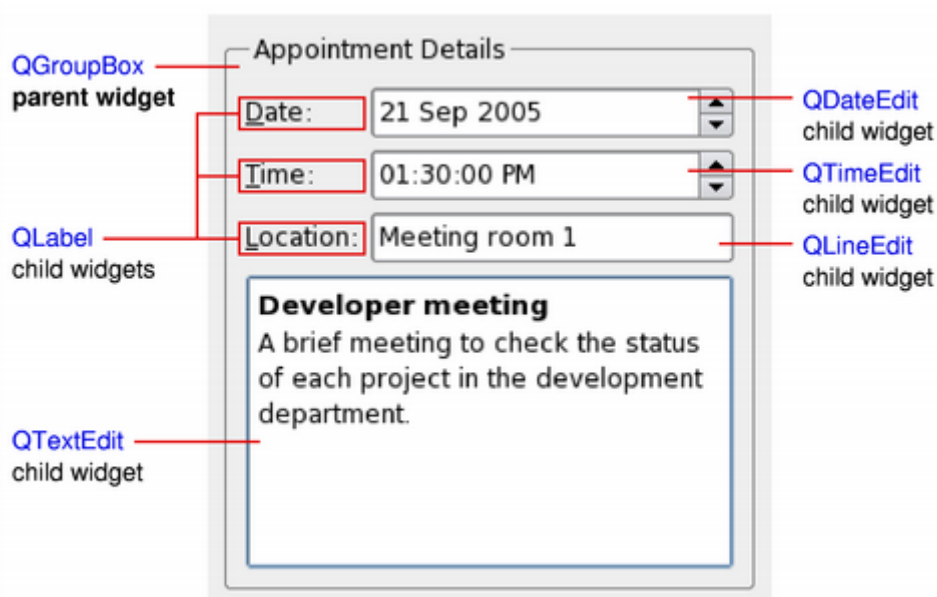 Appointment Details
QGroupBox
parent widget
Date:
21 Sep 2005
QDateEdit
child widget
Time:
01:30:00 PM
QTimeEdit
child widget
QLabel
child widgets
Location:
Meeting room 1
QLineEdit
child widget
Developer meeting
A brief meeting to check the status
of each project in the development
department.
QTextEdit
child widget